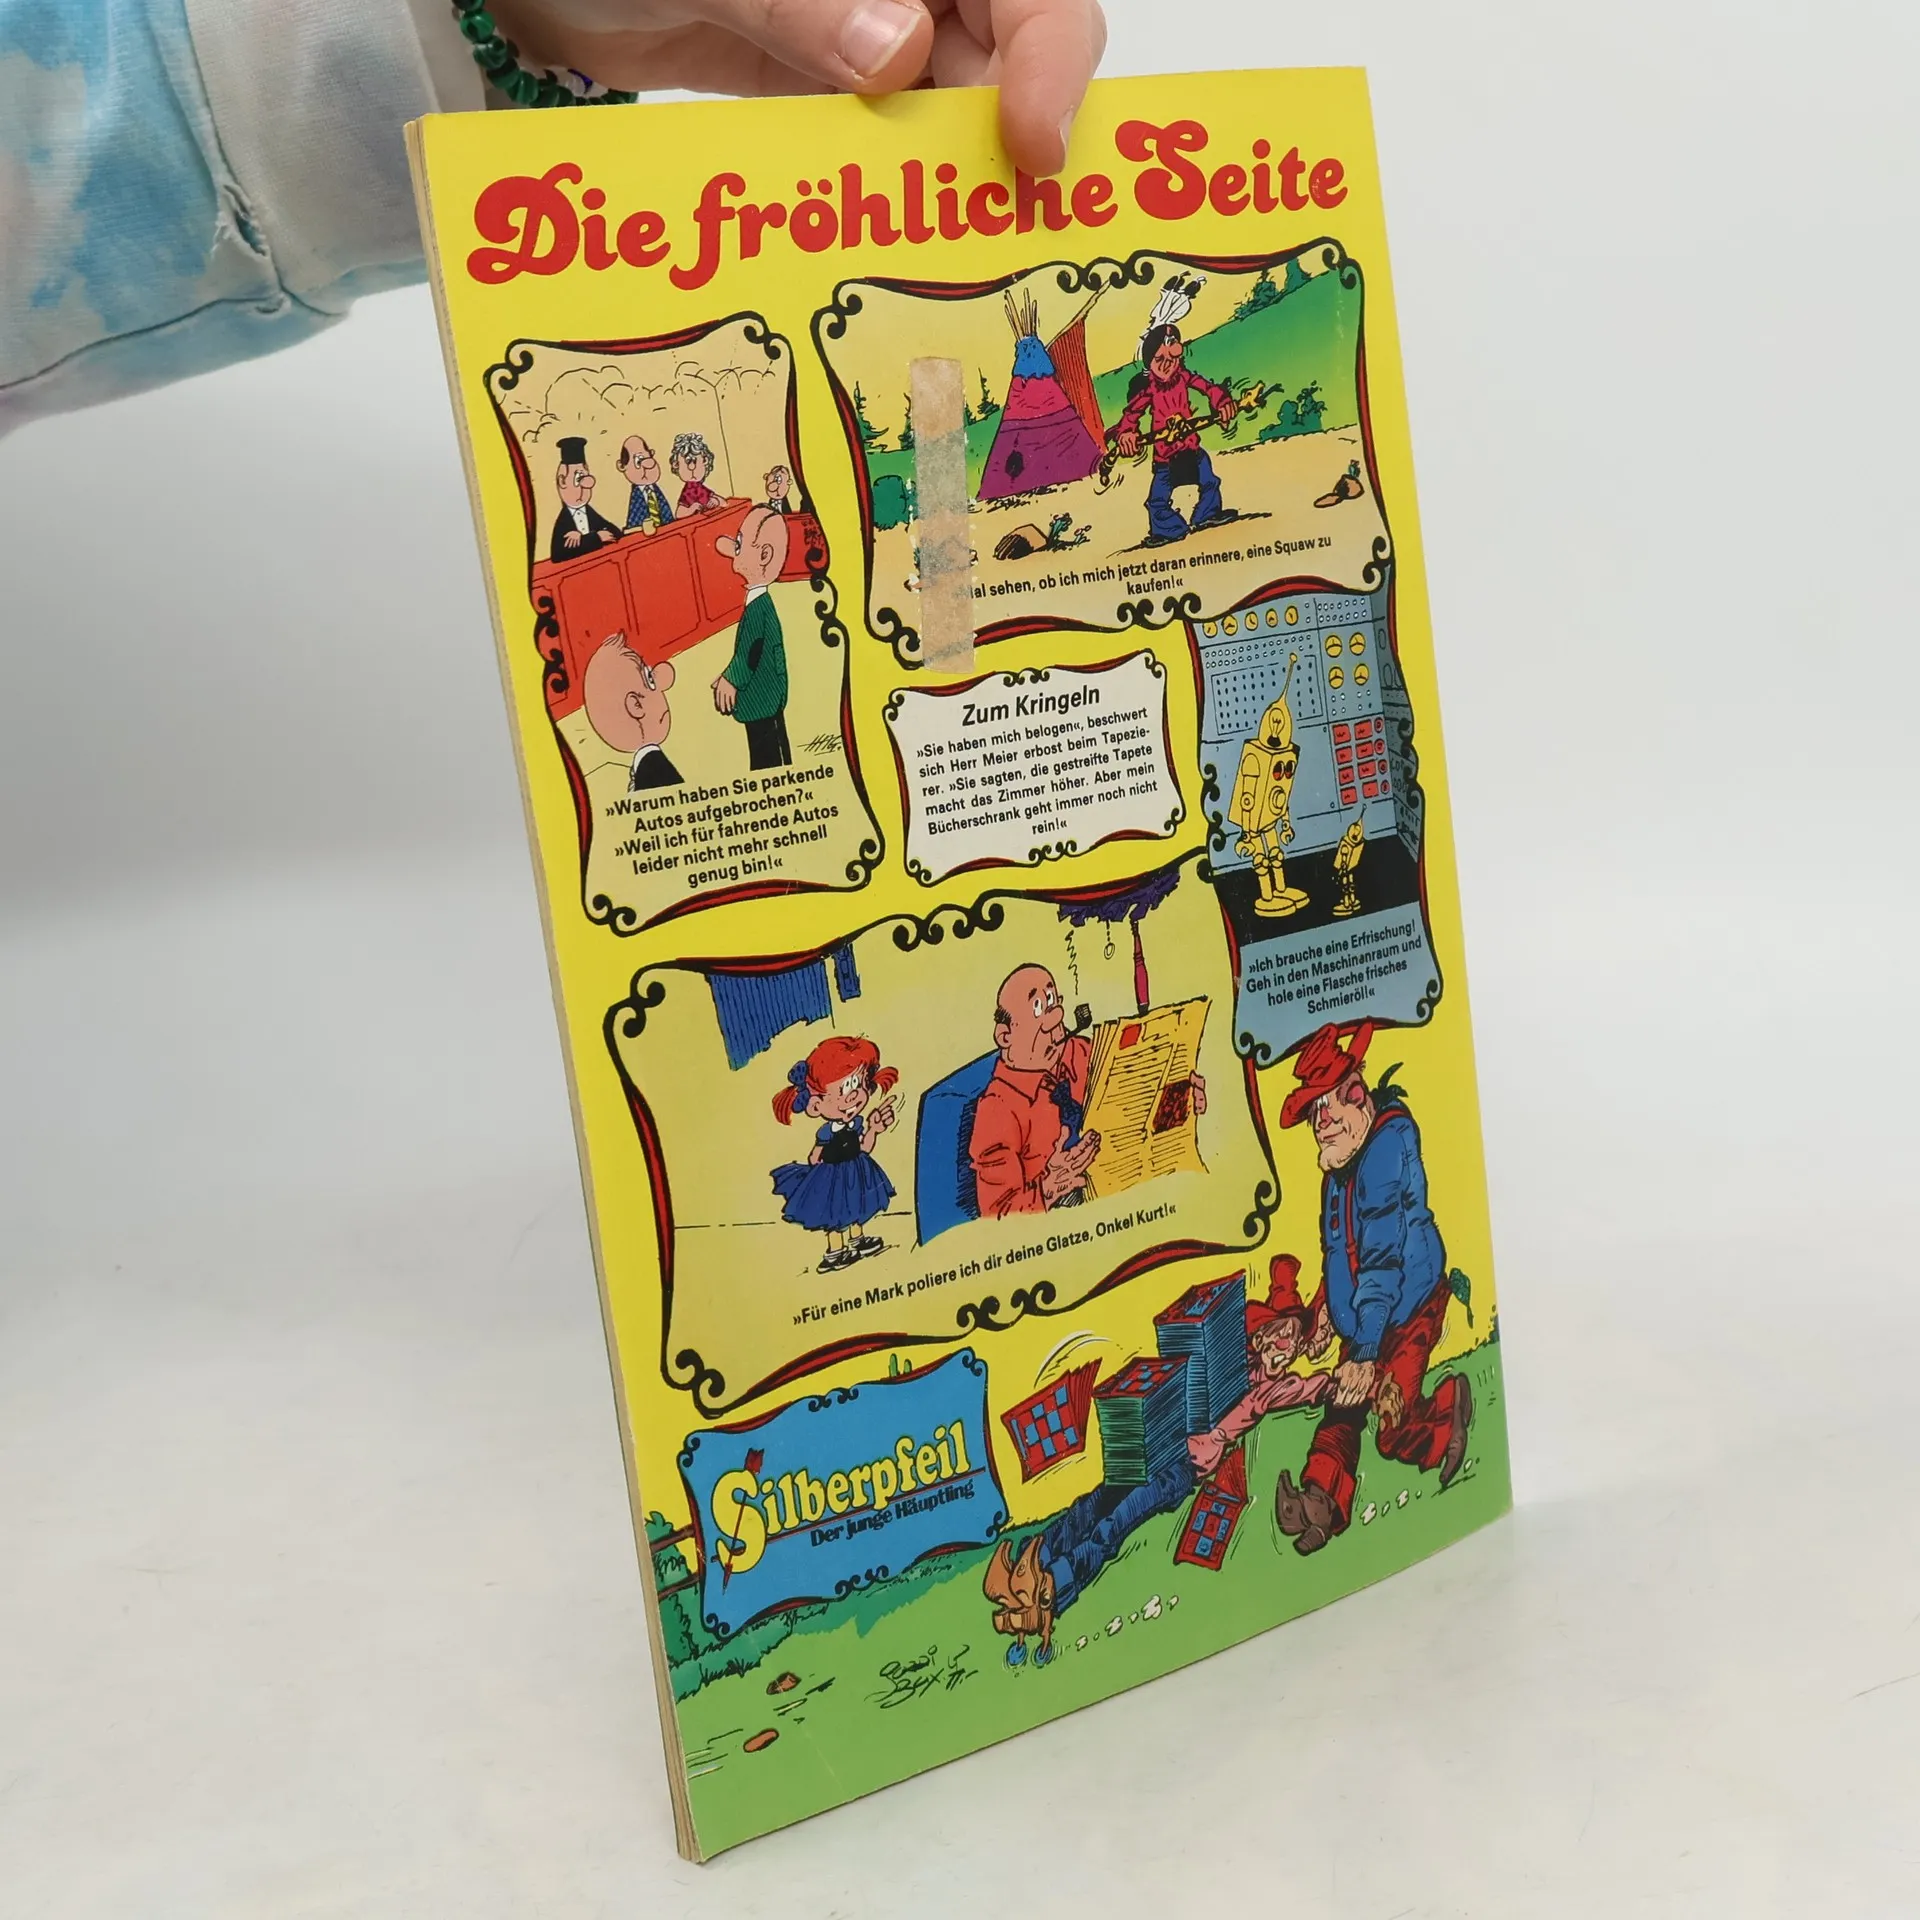 Die fröhliche Seite
sehen, ob ich mich jetzt daran erinnere, eine Squaw zu
kaufen!«
»Warum haben Sie parkende
Autos aufgebrochen?«
»Weil ich für fahrende Autos
leider nicht mehr schnell
genug bin!«
Zum Kringeln
»Sie haben mich belogen«, beschwert
sich Herr Meier erbost beim Tapezie-
rer. »Sie sagten, die gestreifte Tapete
macht das Zimmer höher. Aber mein
Bücherschrank geht immer noch nicht
rein!«
»Ich brauche eine Erfrischung!
Geh in den Maschinenraum und
hole eine Flasche frisches
Schmieröl!«
»Für eine Mark poliere ich dir deine Glatze, Onkel Kurt!«
Silberpfeil
Der junge Häuptling